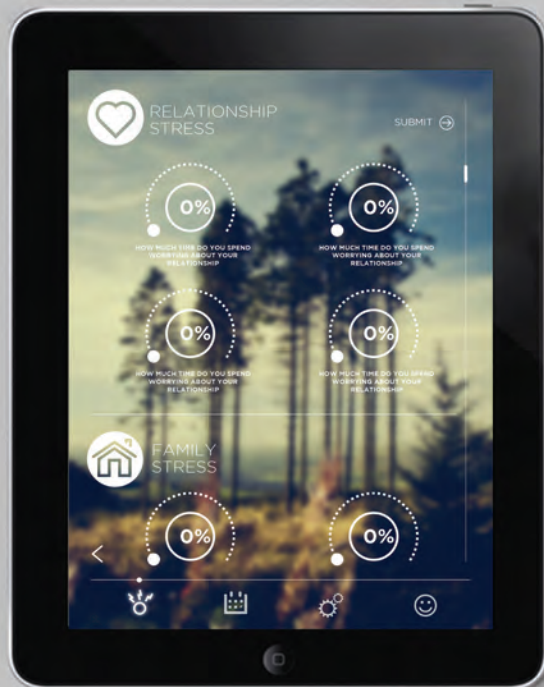 RELATIONSHIP
STRESS
SUBMIT
0%
HOW MUCH TIME DO YOU SPEND
WORRYING ABOUT YOUR
RELATIONSHIP
0%
HOW MUCH TIME DO YOU SPEND
WORRYING ABOUT YOUR
RELATIONSHIP
0%
HOW MUCH TIME DO YOU SPEND
WORRYING ABOUT YOUR
RELATIONSHIP
0%
HOW MUCH TIME DO YOU SPEND
WORRYING ABOUT YOUR
RELATIONSHIP
FAMILY
STRESS
0%
0%